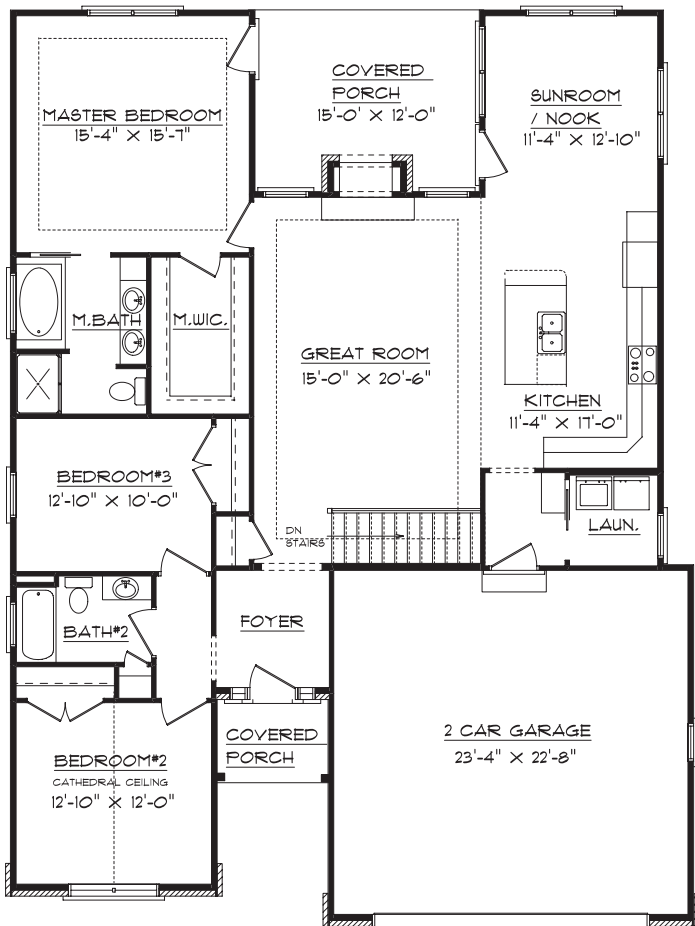 MASTER BEDROOM
15'-4" X 15'-7"
COVERED
PORCH
15'-0' X 12'-0"
SUNROOM
/ NOOK
11'-4" X 12'-10"
M.BATH
M.WIC.
GREAT ROOM
15'-0" X 20'-6"
KITCHEN
11'-4" X 17'-0"
BEDROOM#3
12'-10" X 10'-0"
DN
STAIRS
LAUN.
BATH#2
FOYER
COVERED
PORCH
2 CAR GARAGE
23'-4" X 22'-8"
BEDROOM#2
CATHEDRAL CEILING
12'-10" X 12'-0"